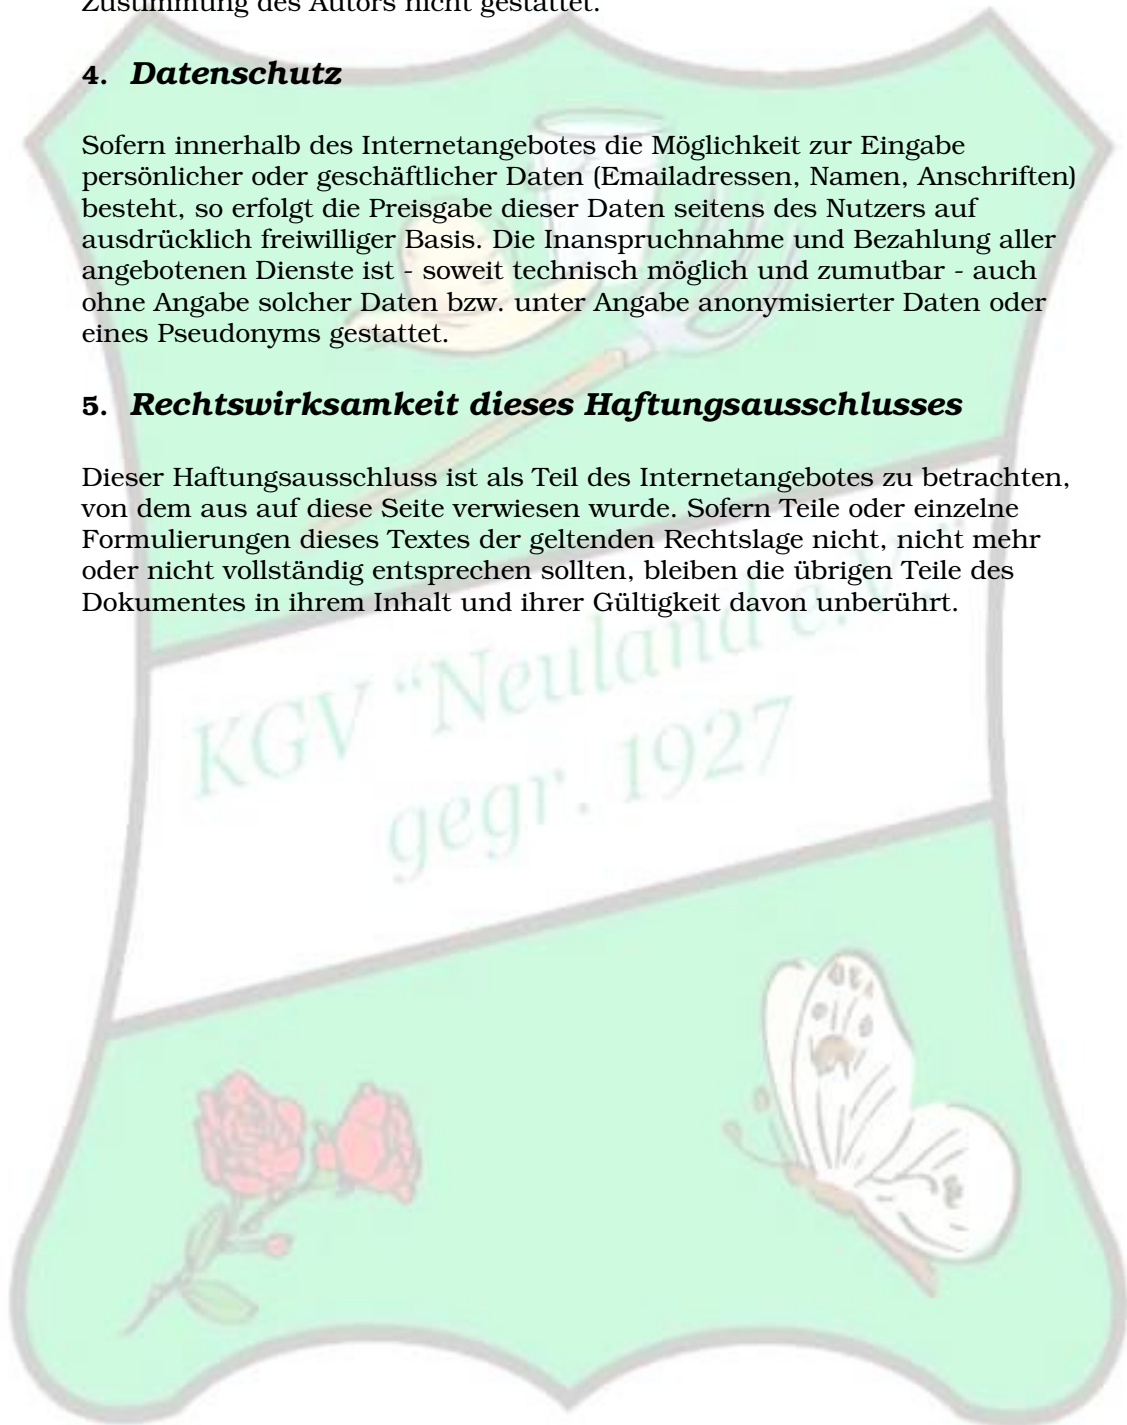 Zustimmung des Autors nicht gestattet.
4. Datenschutz
Sofern innerhalb des Internetangebotes die Möglichkeit zur Eingabe
persönlicher oder geschäftlicher Daten (Emailadressen, Namen, Anschriften)
besteht, so erfolgt die Preisgabe dieser Daten seitens des Nutzers auf
ausdrücklich freiwilliger Basis. Die Inanspruchnahme und Bezahlung aller
angebotenen Dienste ist - soweit technisch möglich und zumutbar - auch
ohne Angabe solcher Daten bzw. unter Angabe anonymisierter Daten oder
eines Pseudonyms gestattet.
5. Rechtswirksamkeit dieses Haftungsausschlusses
Dieser Haftungsausschluss ist als Teil des Internetangebotes zu betrachten,
von dem aus auf diese Seite verwiesen wurde. Sofern Teile oder einzelne
Formulierungen dieses Textes der geltenden Rechtslage nicht, nicht mehr
oder nicht vollständig entsprechen sollten, bleiben die übrigen Teile des
Dokumentes in ihrem Inhalt und ihrer Gültigkeit davon unberührt.
KGV “Neuland e.V.”
gegr. 1927